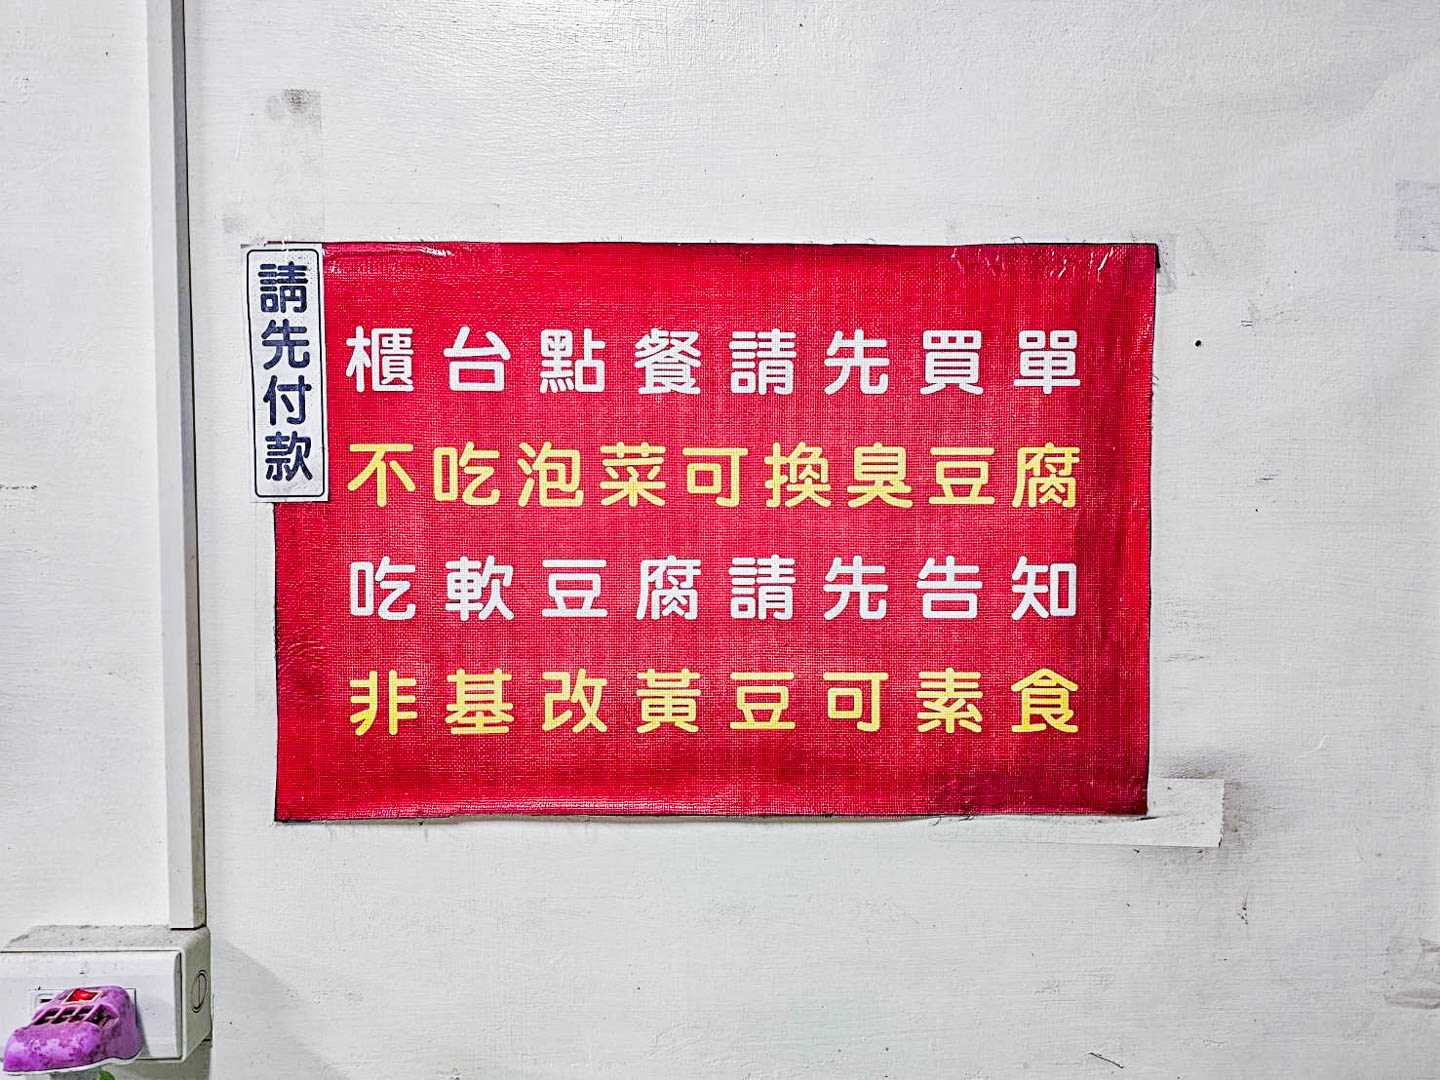 請先付款
櫃台點餐請先買單
不吃泡菜可換臭豆腐
吃軟豆腐請先告知
非基改黃豆可素食